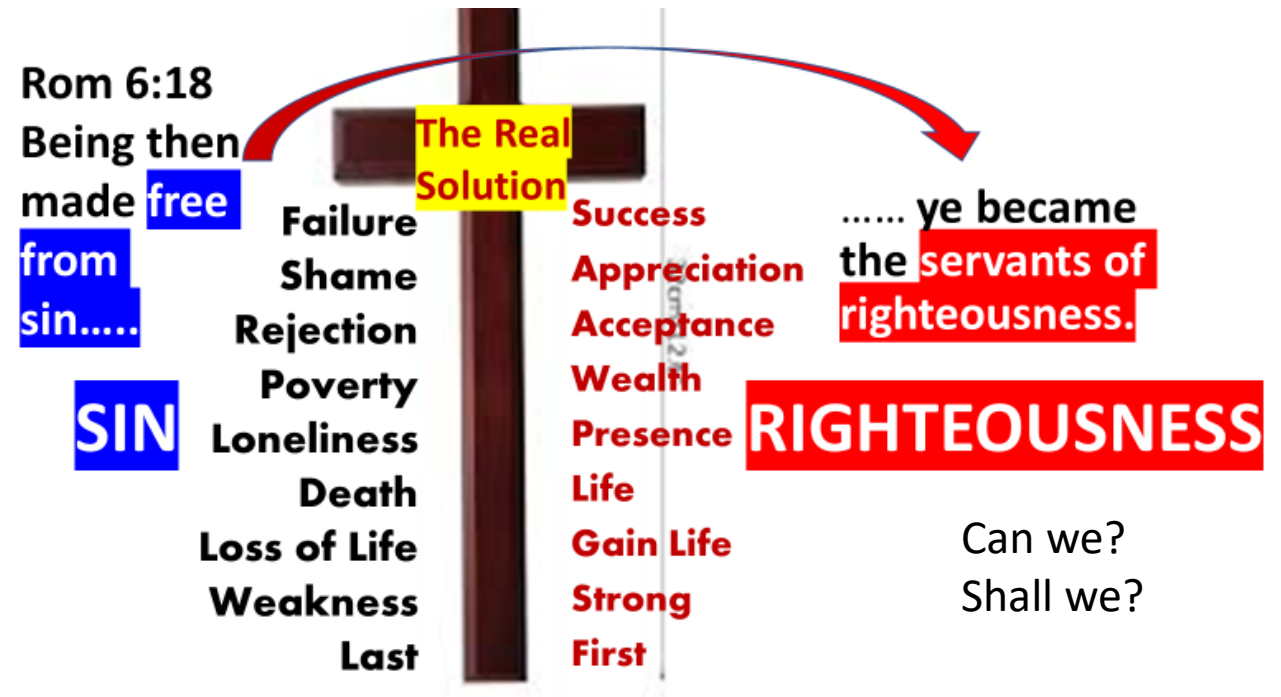 Rom 6:18
Being then
made free
from
sin…..
The Real
Solution
Failure
Shame
Rejection
Poverty
Loneliness
Death
Loss of Life
Weakness
Last
Success
Appreciation
Acceptance
Wealth
Presence
Life
Gain Life
Strong
First
…… ye became
the servants of
righteousness.
SIN
RIGHTEOUSNESS
Can we?
Shall we?